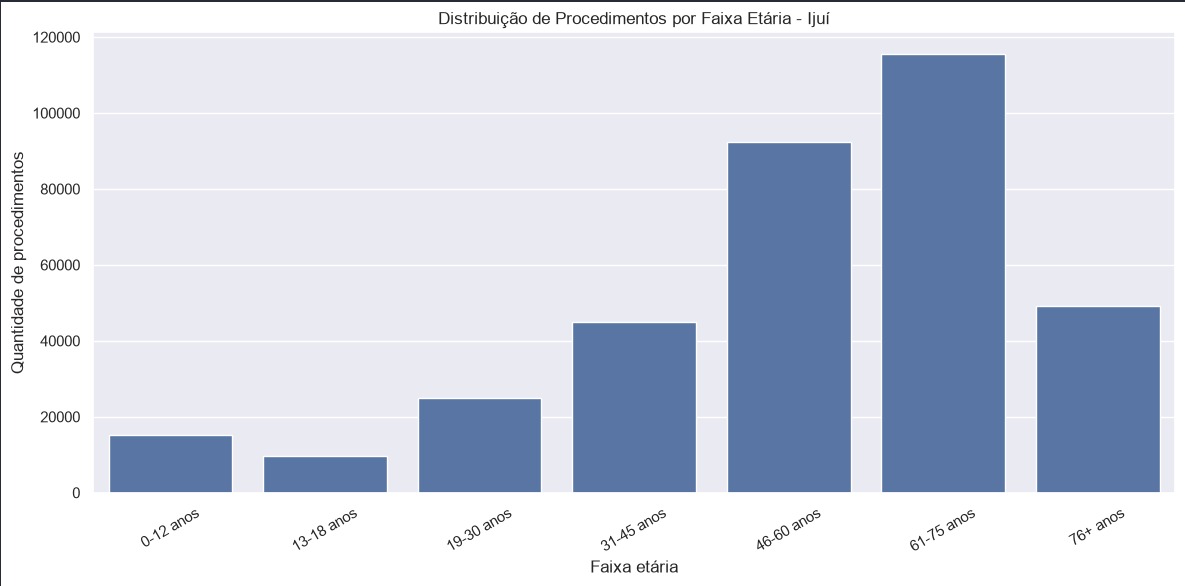 Distribuição de Procedimentos por Faixa Etária - Ijuí
120000
100000
80000
60000
40000
20000
0
Quantidade de procedimentos
0-12 anos
13-18 anos
19-30 anos
31-45 anos
46-60 anos
61-75 anos
76+ anos
Faixa etária